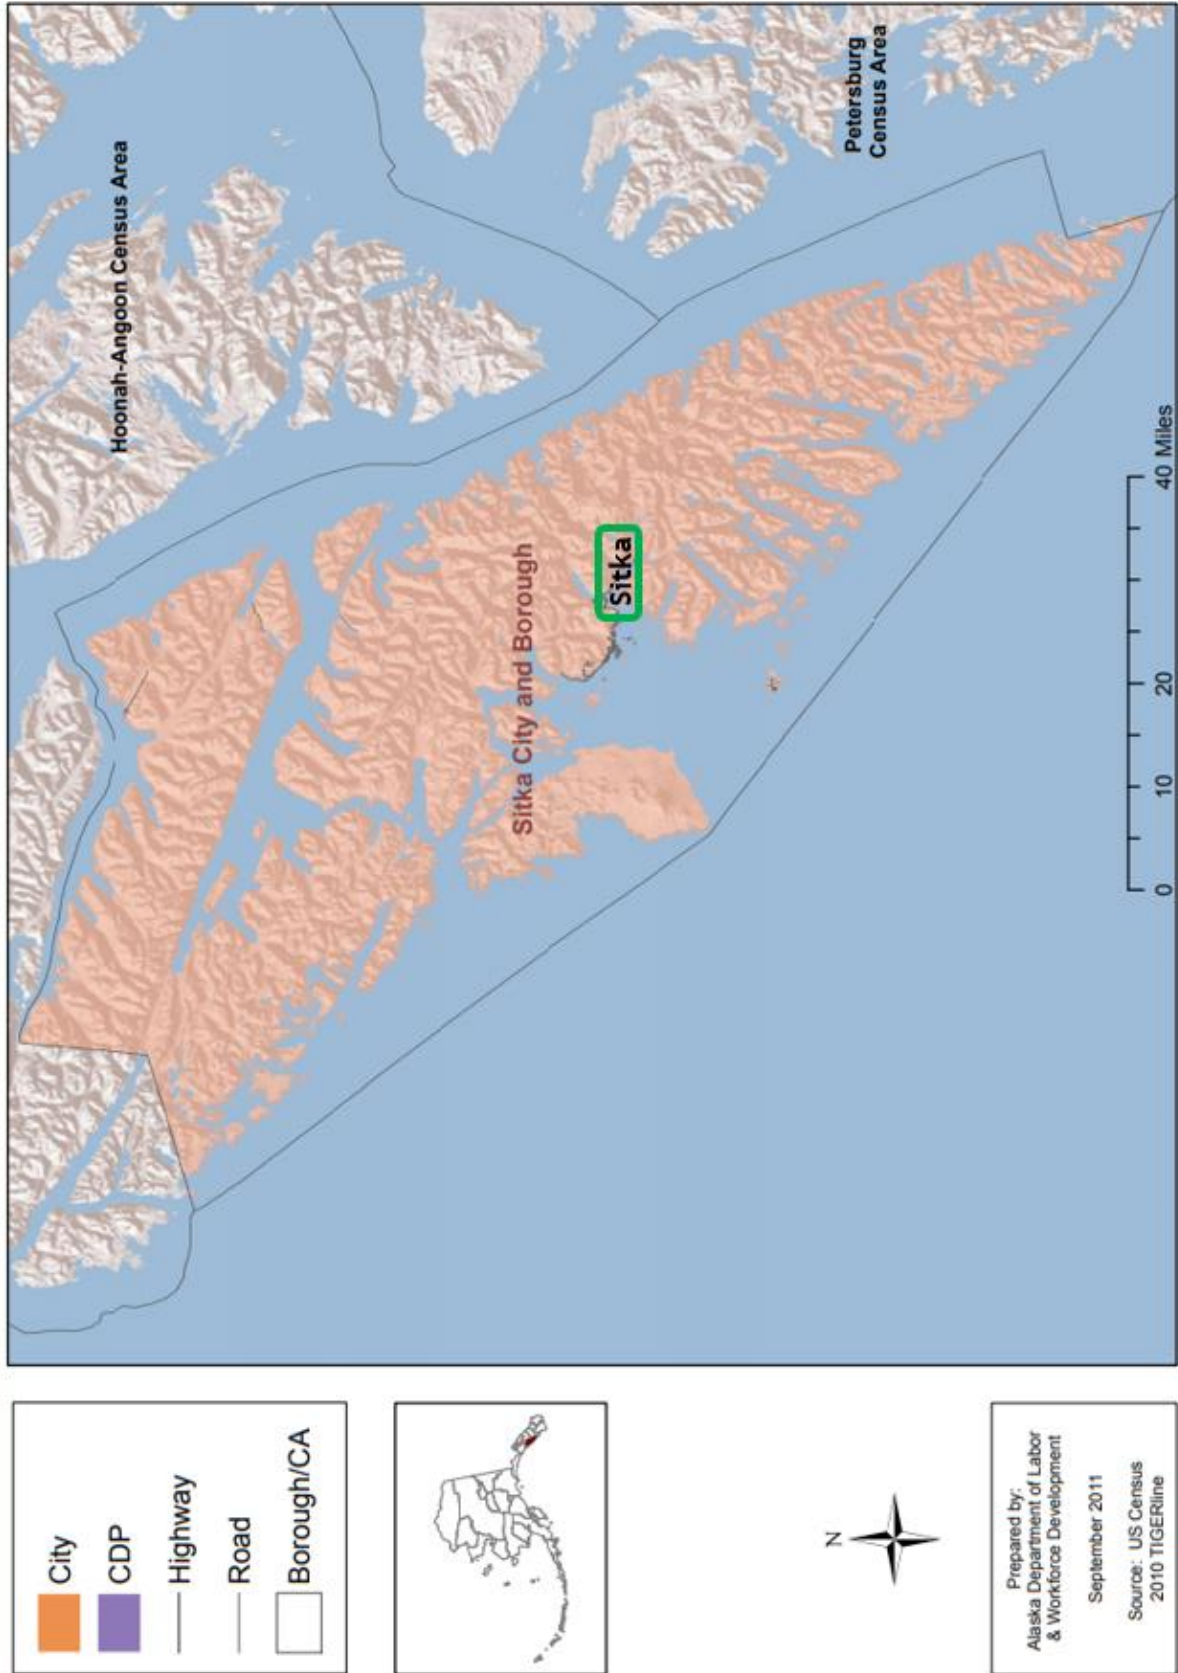 City
CDP
Highway
Road
Borough/CA
N
Prepared by:
Alaska Department of Labor
& Workforce Development
September 2011
Source: US Census
2010 TIGERline
Hoonah-Angoon Census Area
Petersburg
Census Area
Sitka City and Borough
Sitka
0 10 20 40 Miles